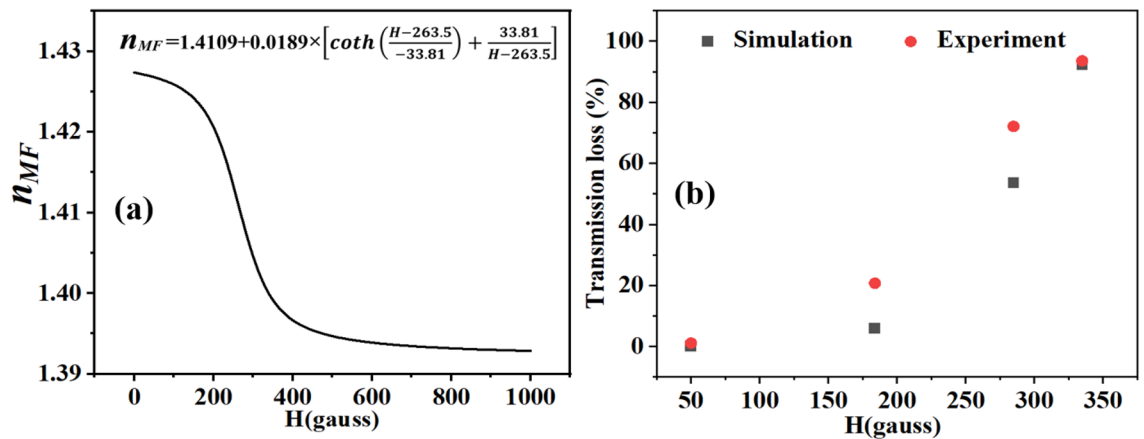 n_MF=1.4109+0.0189×[coth((H−263.5)/(−33.81))+33.81/(H−263.5)]
1.43
1.42
1.41
1.40
1.39
n_MF
(a)
0 200 400 600 800 1000
H(gauss)
Simulation Experiment
100
80
60
40
20
0
Transmission loss (%)
(b)
50 100 150 200 250 300 350
H(gauss)